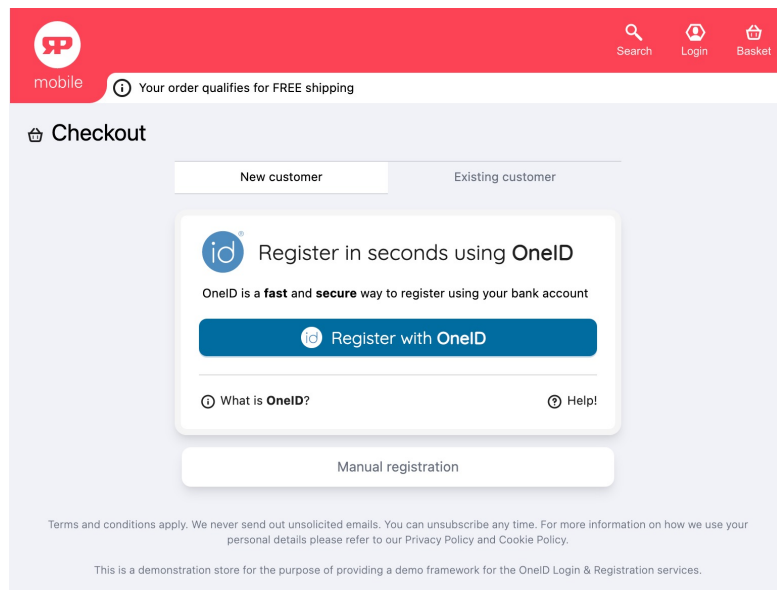 RP
Search Login Basket
mobile
Your order qualifies for FREE shipping
Checkout
New customer Existing customer
id® Register in seconds using OneID
OneID is a fast and secure way to register using your bank account
id Register with OneID
What is OneID? Help!
Manual registration
Terms and conditions apply. We never send out unsolicited emails. You can unsubscribe any time. For more information on how we use your
personal details please refer to our Privacy Policy and Cookie Policy.
This is a demonstration store for the purpose of providing a demo framework for the OneID Login & Registration services.